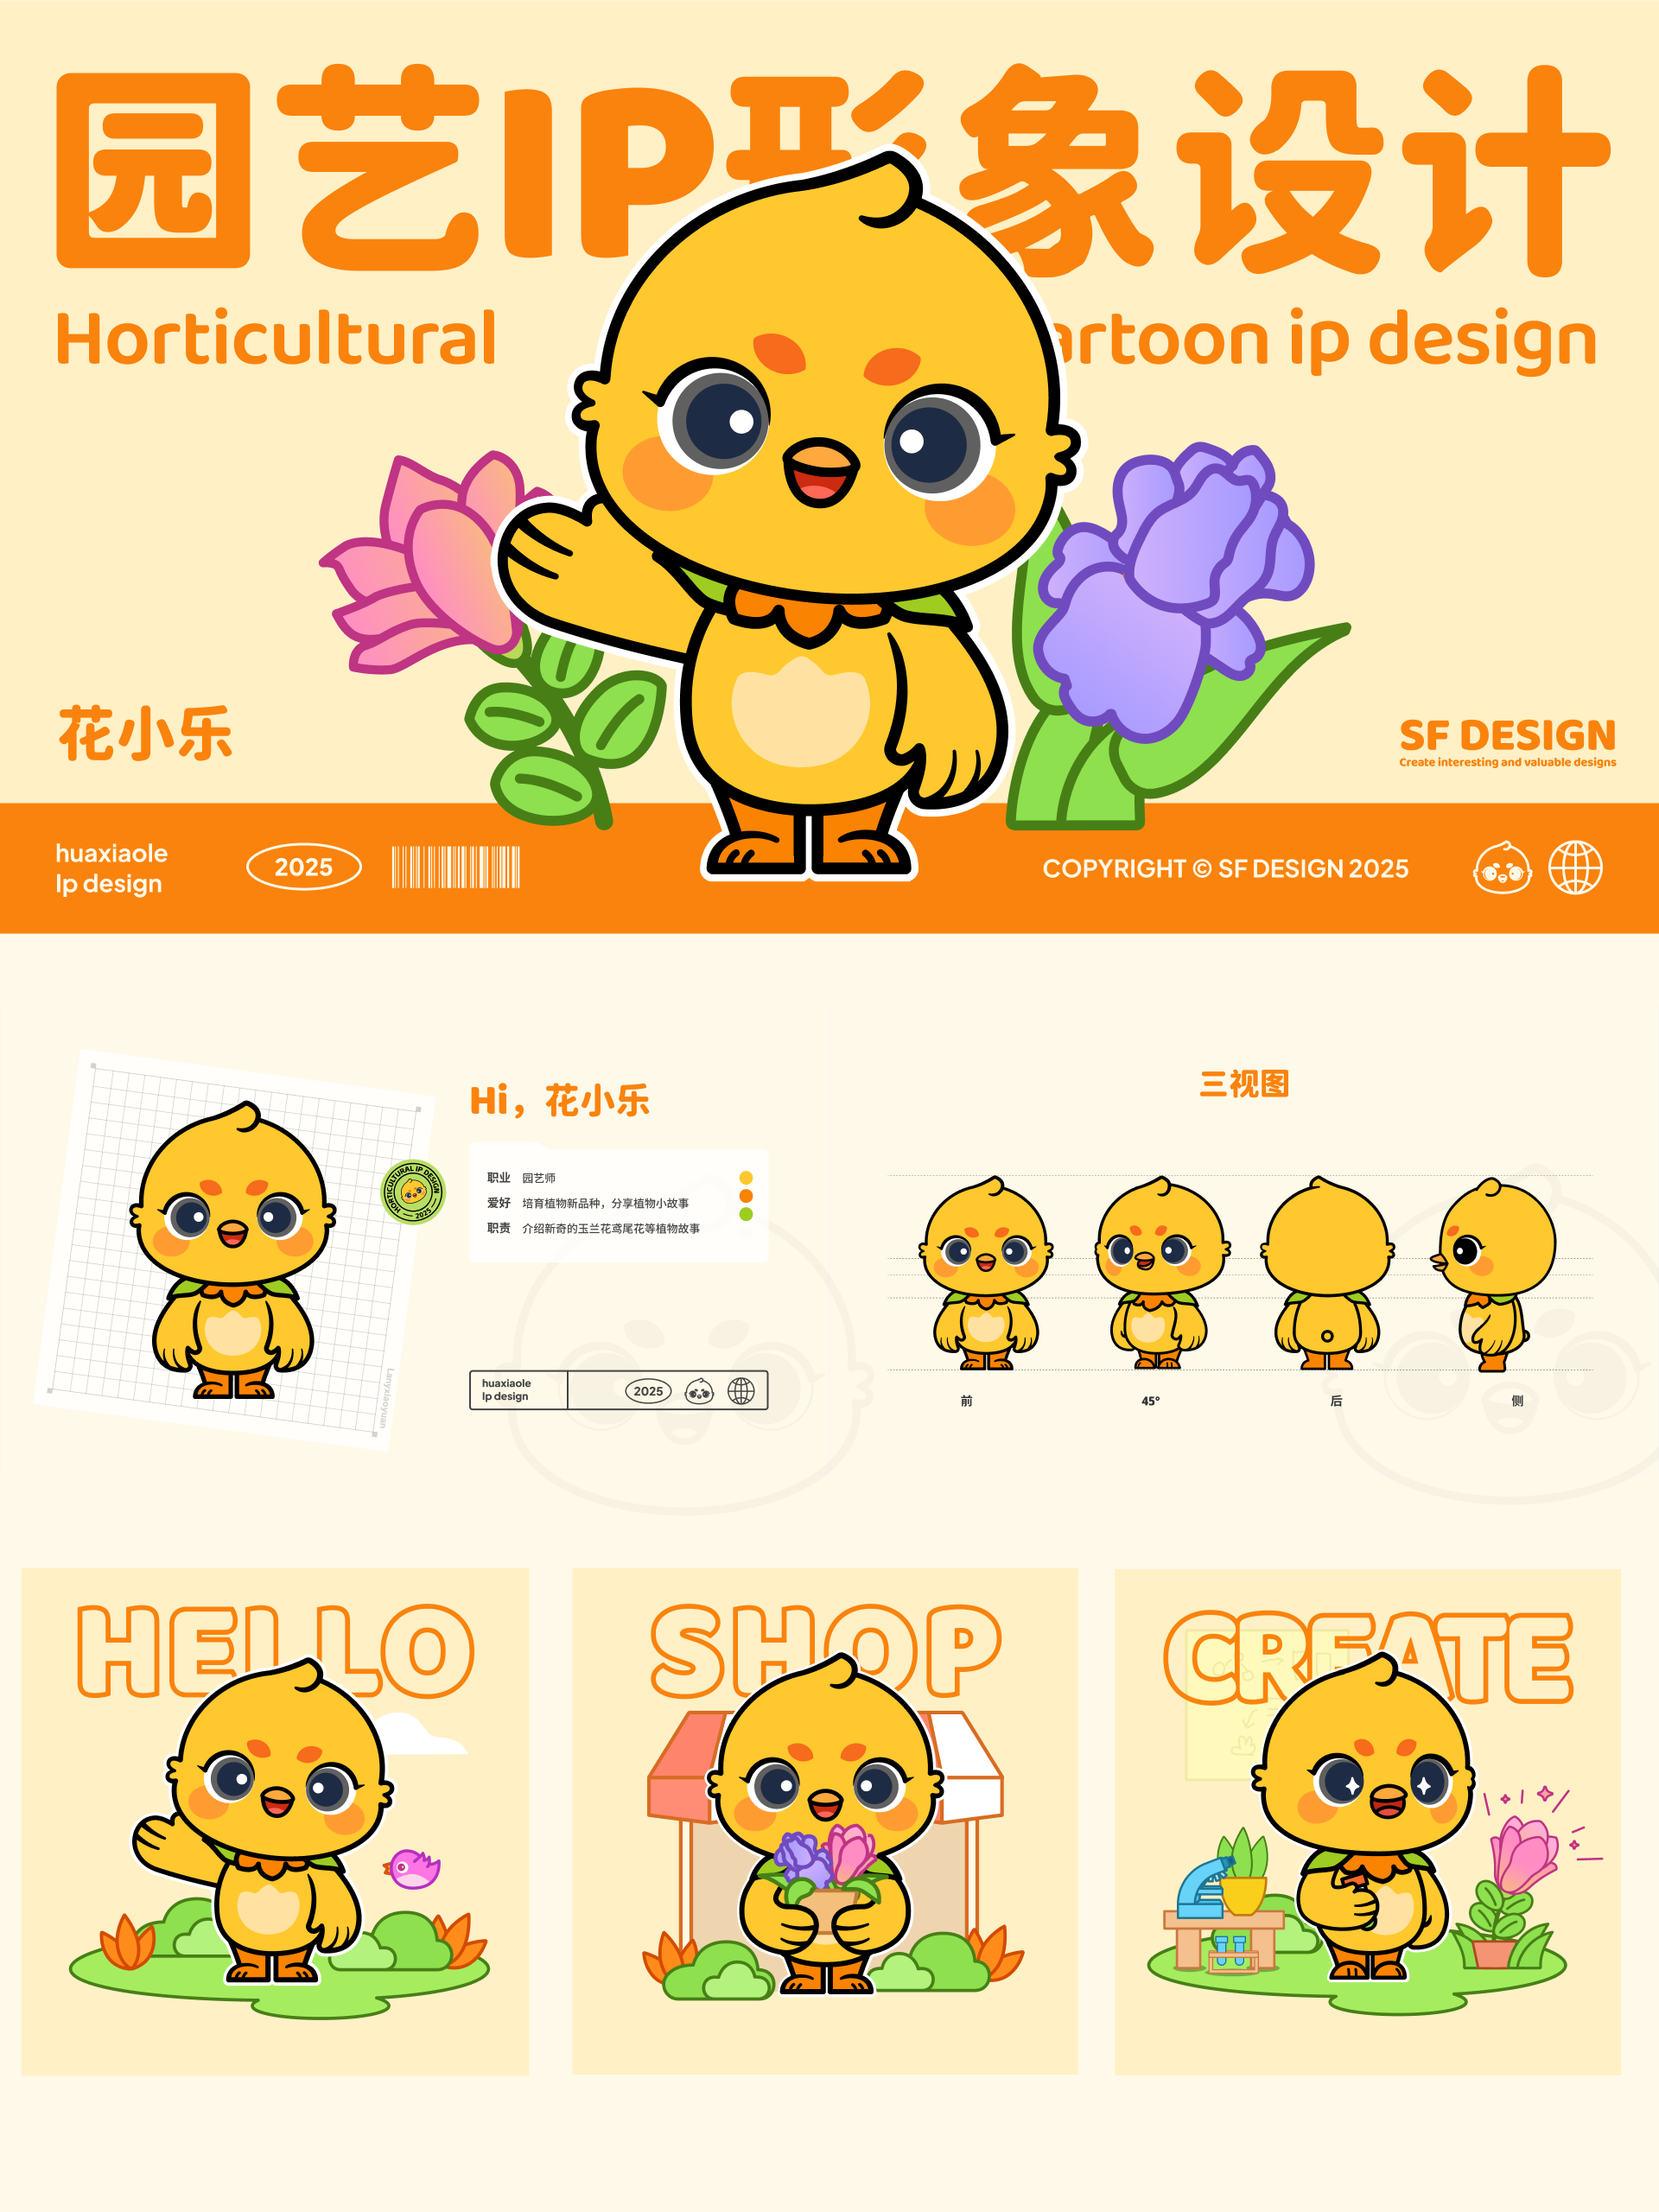 园艺IP形象设计
Horticultural
artoon ip design
花小乐
SF DESIGN
Create interesting and valuable designs
huaxiaole
Ip design
2025
COPYRIGHT © SF DESIGN 2025
Hi，花小乐
职业 园艺师
爱好 培育植物新品种，分享植物小故事
职责 介绍新奇的玉兰花鸢尾花等植物故事
HORTICULTURAL IP DESIGN
2025
Lanyxiaoyuan
huaxiaole
Ip design
2025
三视图
前
45°
后
侧
HELLO
SHOP
CREATE